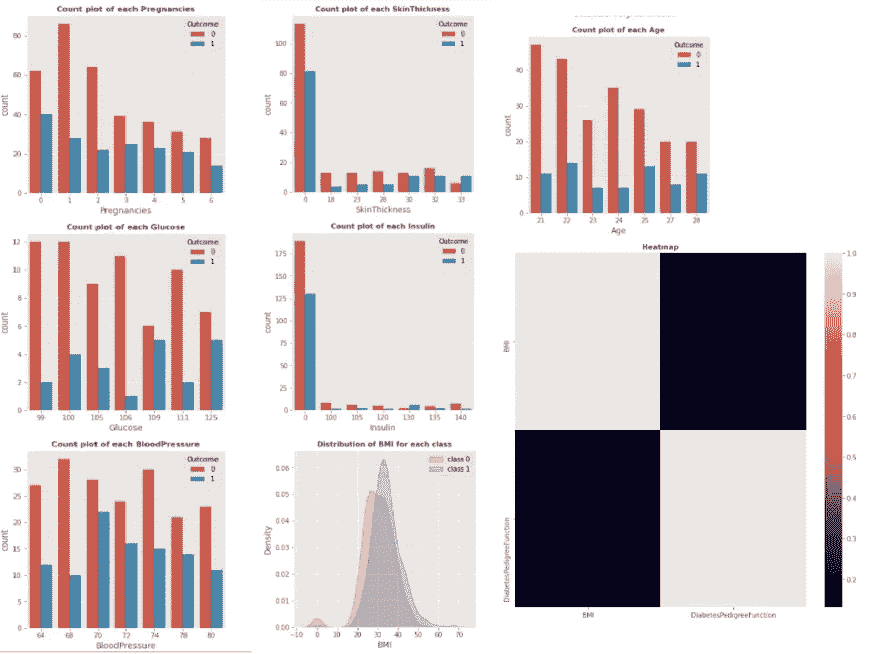 Count plot of each Pregnancies
Outcome
0
1
60
60
40
20
0
count
0 1 2 3 4 5 6
Pregnancies
Count plot of each SkinThickness
Outcome
0
1
100
80
60
40
20
0
count
0 18 23 28 30 32 33
SkinThickness
Count plot of each Age
Outcome
0
1
40
30
20
10
0
count
21 22 23 24 25 27 28
Age
Count plot of each Glucose
Outcome
0
1
12
10
8
6
4
2
0
count
99 100 105 106 109 111 125
Glucose
Count plot of each Insulin
Outcome
0
1
175
150
125
100
75
50
25
0
count
0 100 105 120 130 135 140
Insulin
Heatmap
BMI
DiabetesPedigreeFunction
BMI DiabetesPedigreeFunction
1.0
0.9
0.8
0.7
0.6
0.5
0.4
0.3
0.2
Count plot of each BloodPressure
Outcome
0
1
30
25
20
15
10
5
0
count
64 68 70 72 74 78 80
BloodPressure
Distribution of BMI for each class
class 0
class 1
0.06
0.05
0.04
0.03
0.02
0.01
0.00
Density
−10 0 10 20 30 40 50 60 70
BMI